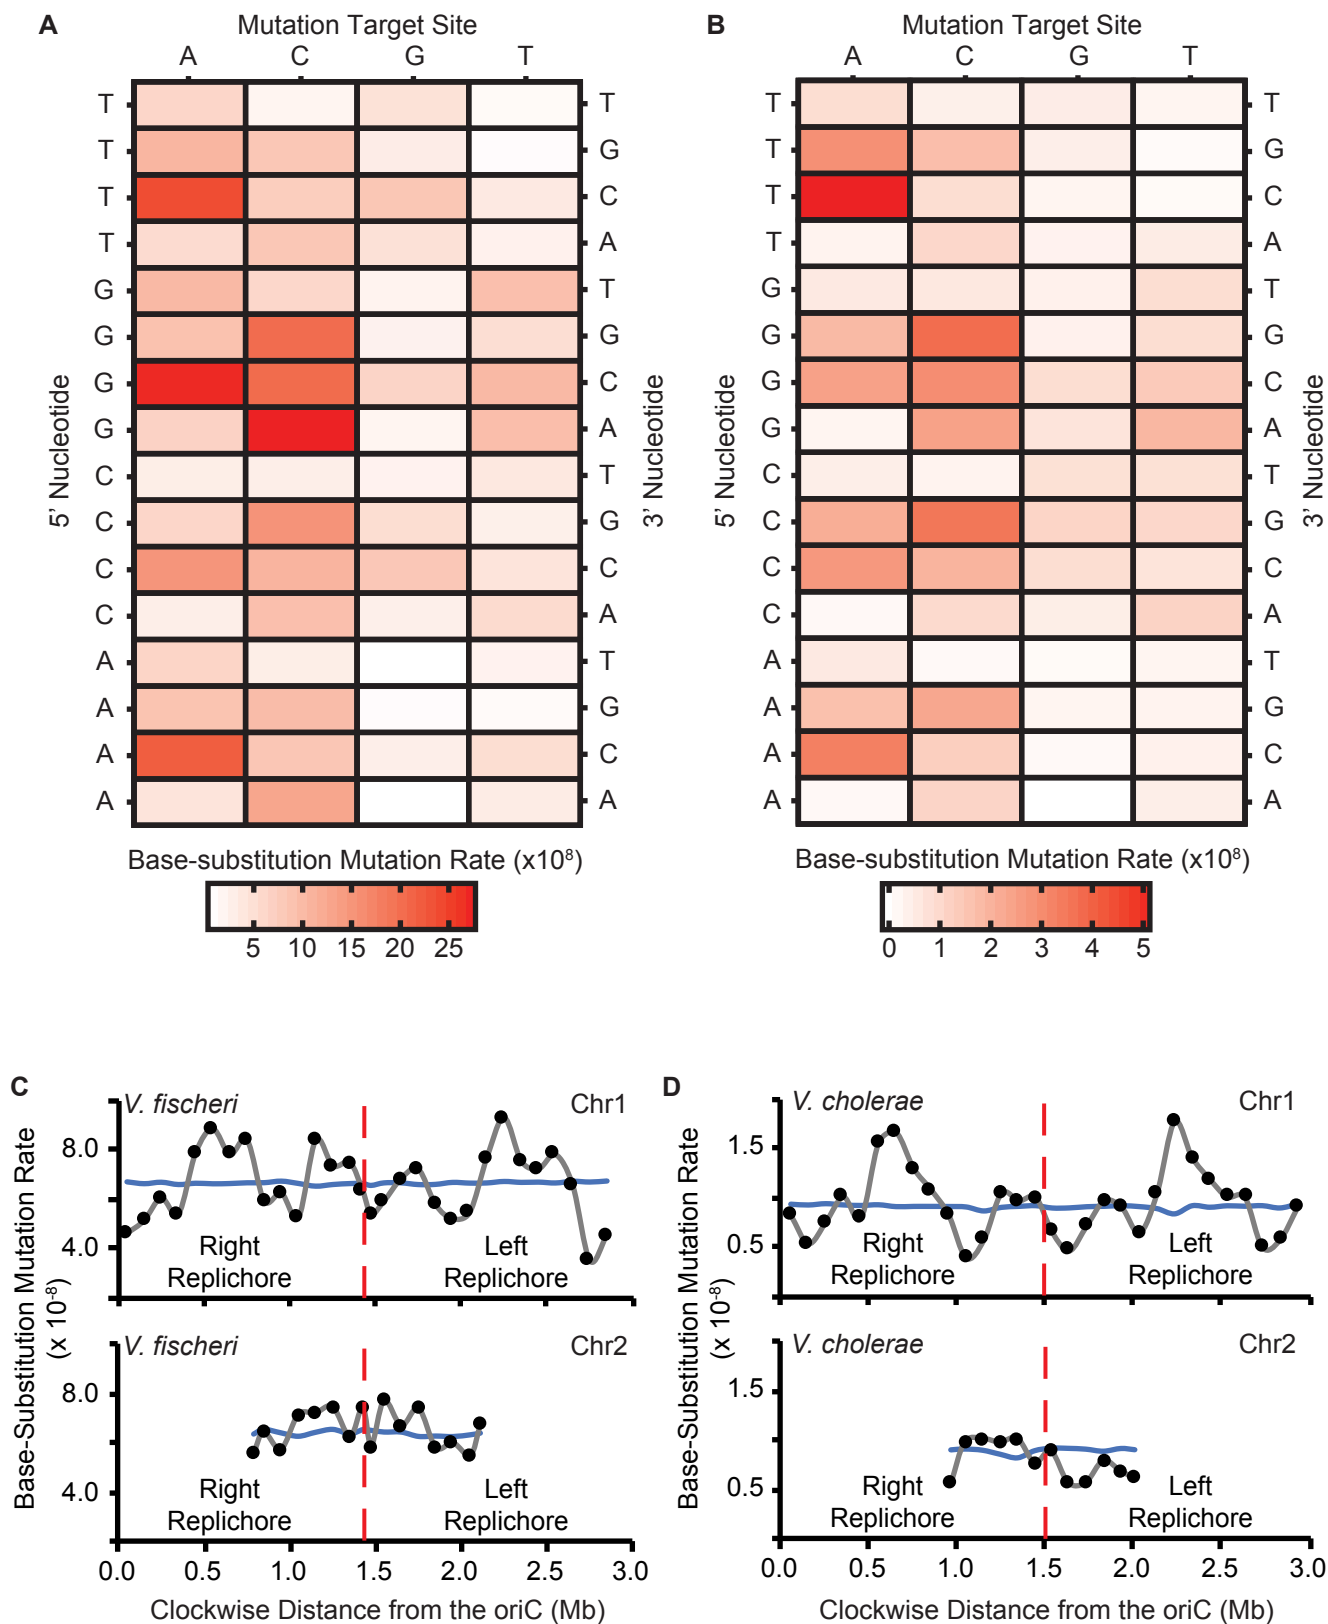 A
Mutation Target Site
A C G T
T T
T G
T C
T A
G T
G G
G C
G A
C T
C G
C C
C A
A T
A G
A C
A A
5’ Nucleotide
3’ Nucleotide
Base-substitution Mutation Rate (x10⁸)
5 10 15 20 25
B
Mutation Target Site
A C G T
T T
T G
T C
T A
G T
G G
G C
G A
C T
C G
C C
C A
A T
A G
A C
A A
5’ Nucleotide
3’ Nucleotide
Base-substitution Mutation Rate (x10⁸)
0 1 2 3 4 5
C
V. fischeri Chr1
8.0
4.0
Right Left
Replichore Replichore
V. fischeri Chr2
8.0
4.0
Right Left
Replichore Replichore
0.0 0.5 1.0 1.5 2.0 2.5 3.0
Clockwise Distance from the oriC (Mb)
Base-Substitution Mutation Rate
(x 10⁻⁸)
D
V. cholerae Chr1
1.5
0.5
Right Left
Replichore Replichore
V. cholerae Chr2
1.5
0.5
Right Left
Replichore Replichore
0.0 0.5 1.0 1.5 2.0 2.5 3.0
Clockwise Distance from the oriC (Mb)
Base-Substitution Mutation Rate
(x 10⁻⁸)